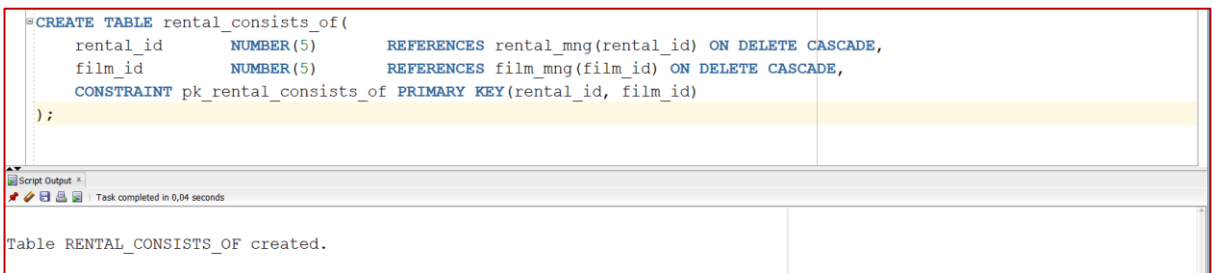 CREATE TABLE rental_consists_of(
rental_id NUMBER(5) REFERENCES rental_mng(rental_id) ON DELETE CASCADE,
film_id NUMBER(5) REFERENCES film_mng(film_id) ON DELETE CASCADE,
CONSTRAINT pk_rental_consists_of PRIMARY KEY(rental_id, film_id)
);
Script Output ×
Task completed in 0,04 seconds
Table RENTAL_CONSISTS_OF created.